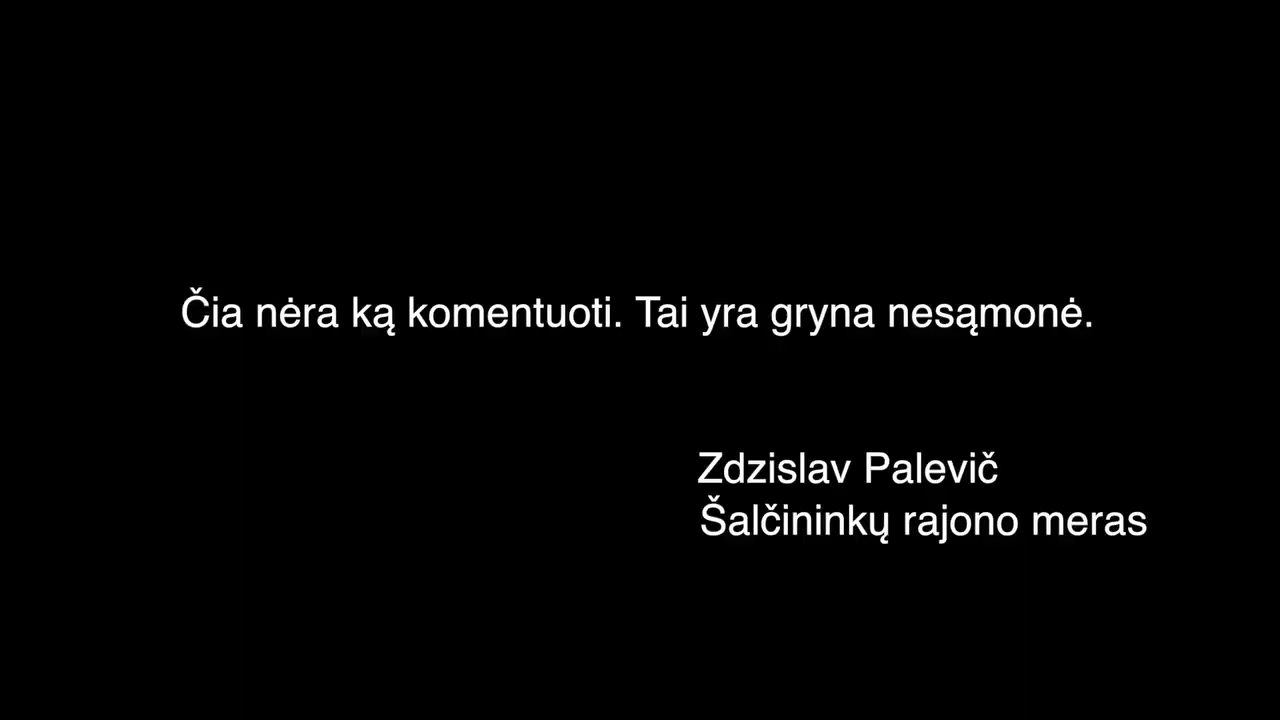 Čia nėra ką komentuoti. Tai yra gryna nesąmonė.
Zdzislav Palevič
Šalčininkų rajono meras